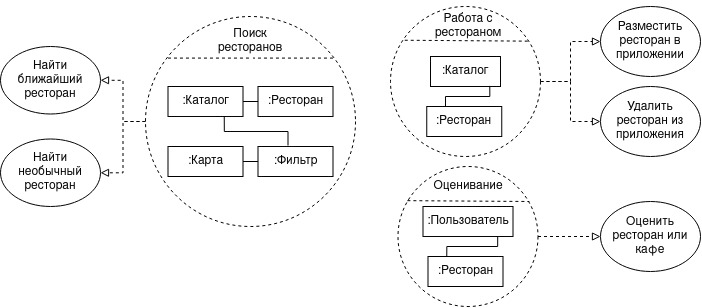 Найти
ближайший
ресторан
Найти
необычный
ресторан
Поиск
ресторанов
:Каталог
:Ресторан
:Карта
:Фильтр
Работа с
рестораном
:Каталог
:Ресторан
Разместить
ресторан в
приложении
Удалить
ресторан из
приложения
Оценивание
:Пользователь
:Ресторан
Оценить
ресторан или
кафе